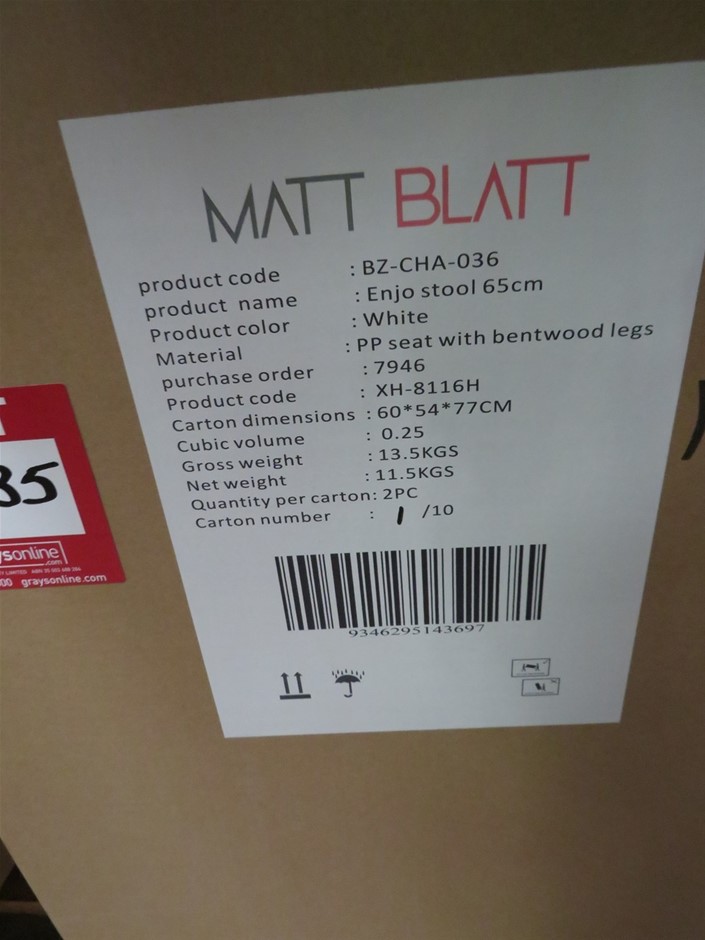 MATT BLATT
product code : BZ-CHA-036
product name : Enjo stool 65cm
Product color : White
Material : PP seat with bentwood legs
purchase order : 7946
Product code : XH-8116H
Carton dimensions : 60*54*77CM
Cubic volume : 0.25
Gross weight : 13.5KGS
Net weight : 11.5KGS
Quantity per carton: 2PC
Carton number : 1 /10
9346295143697
T
35
ysonline
.com
00 graysonline.com